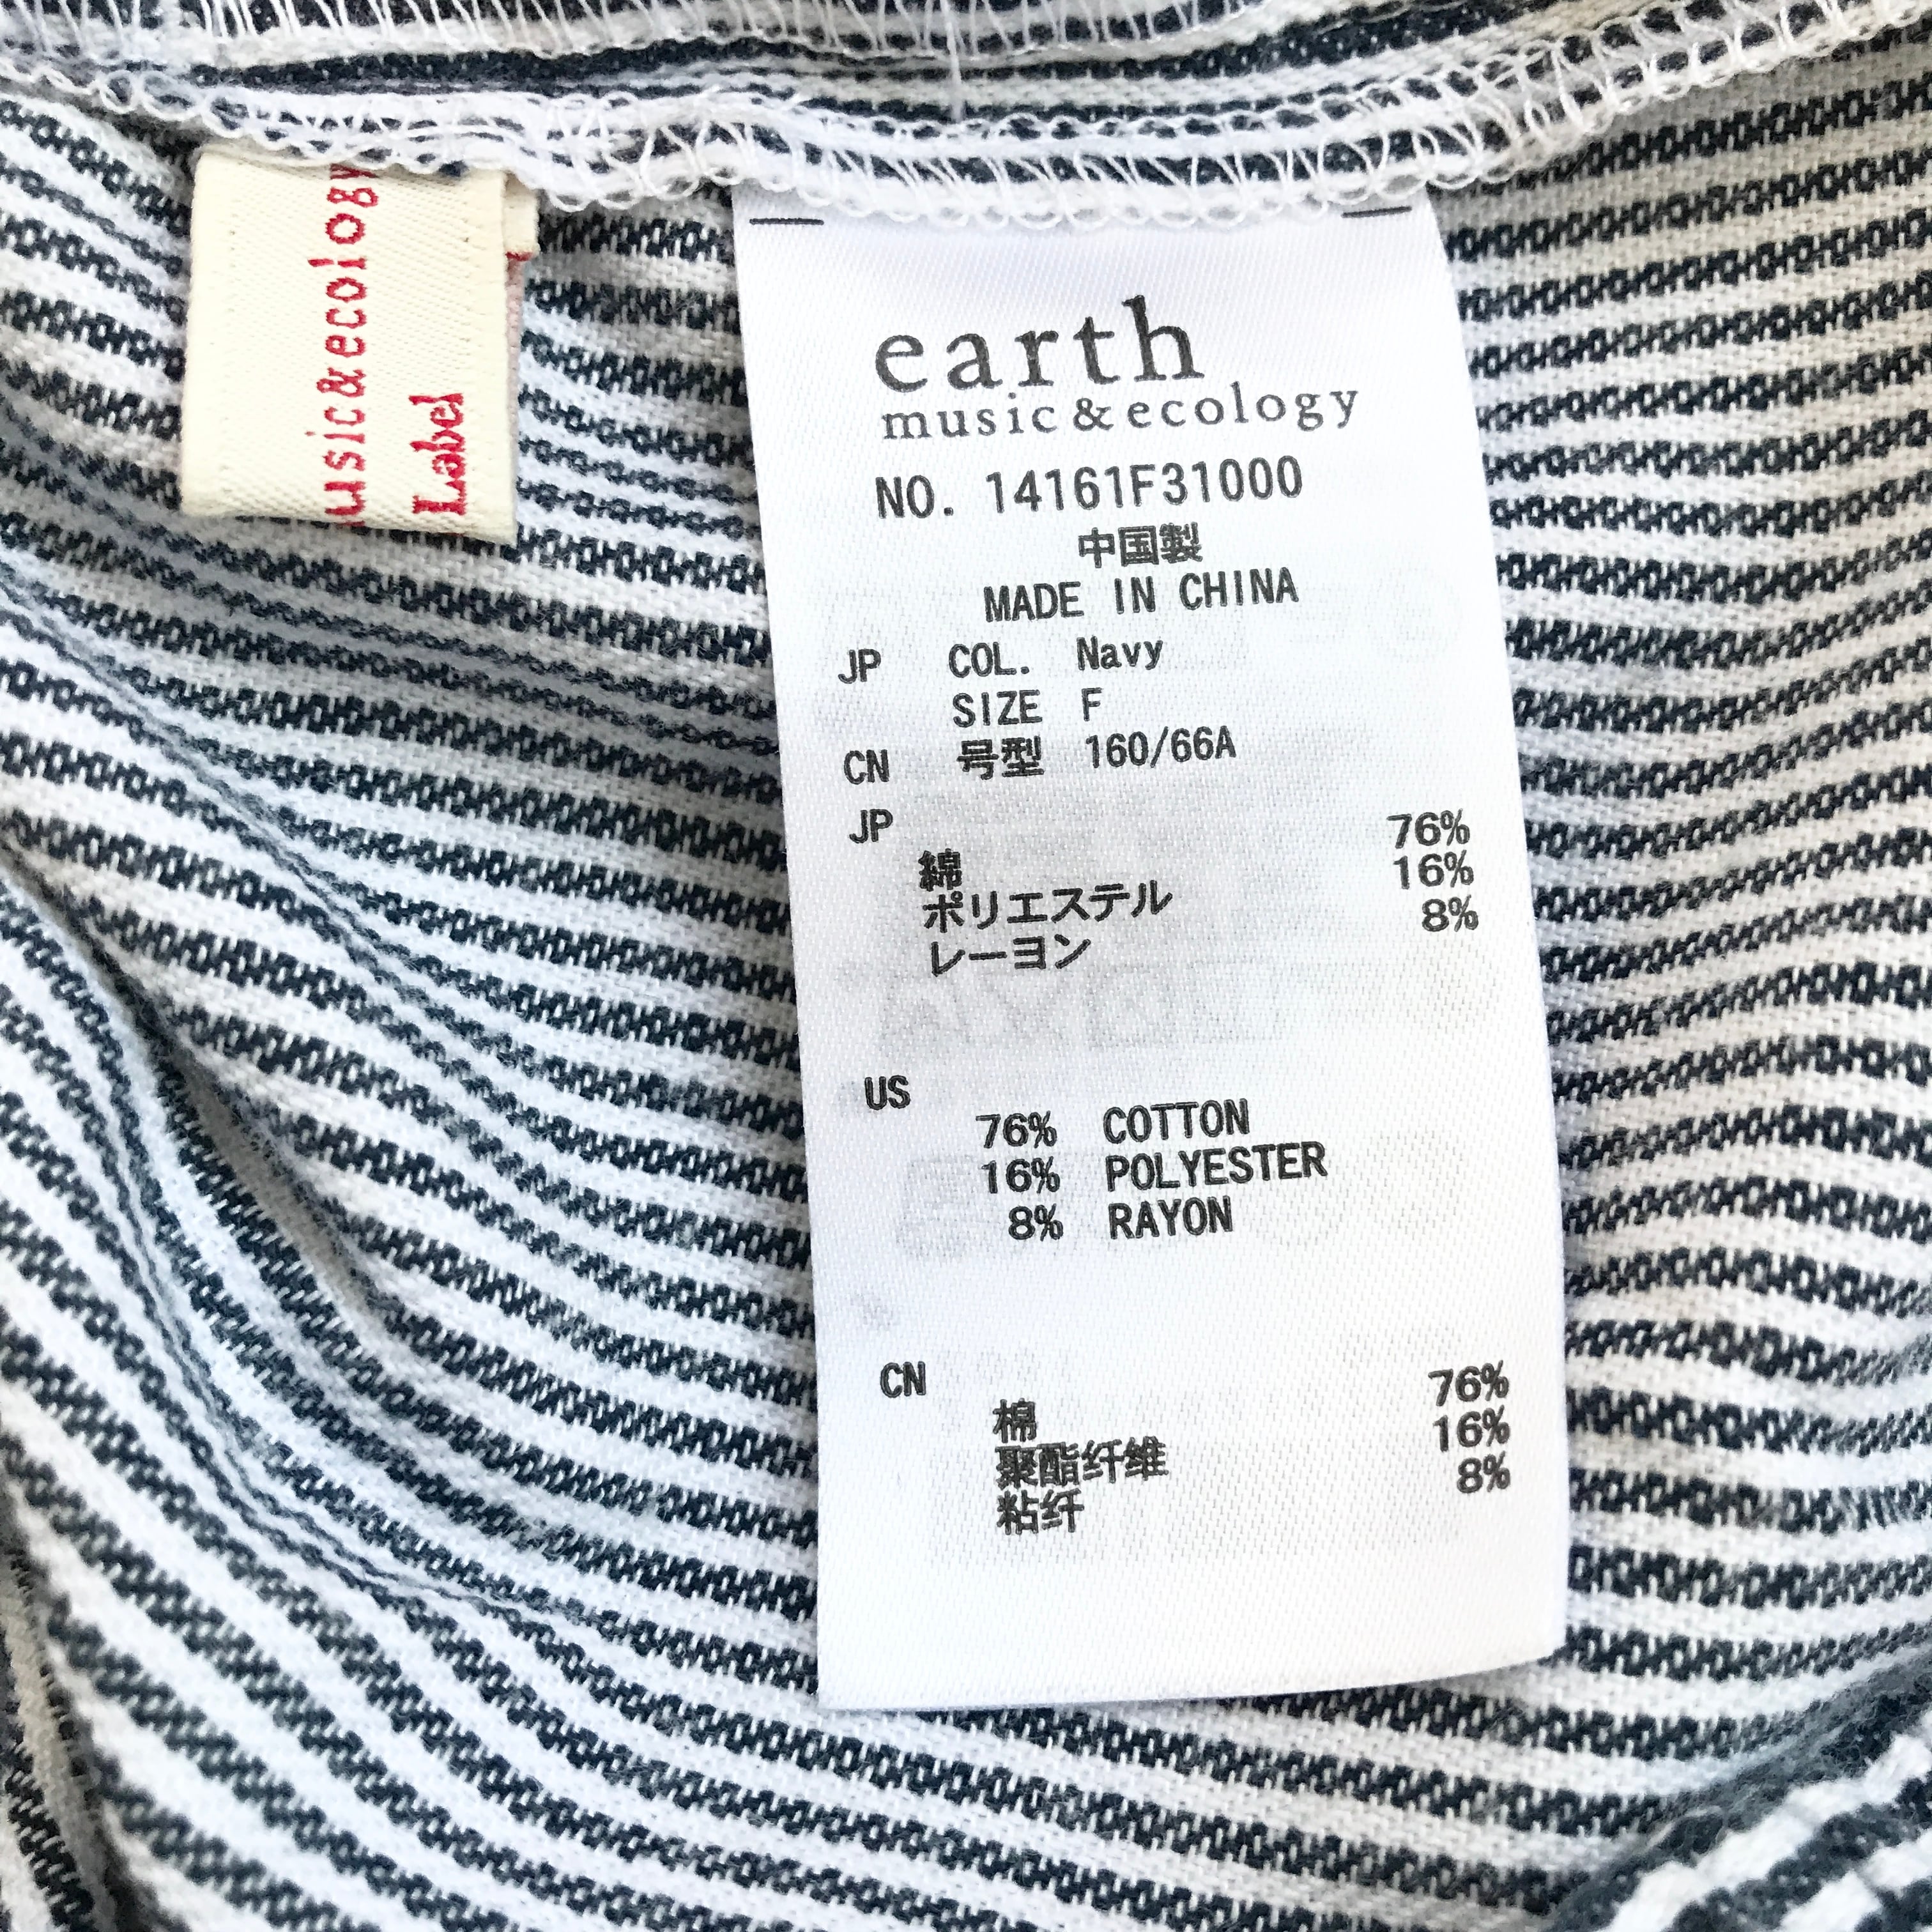 music&ecology
Label
earth
music&ecology
NO. 14161F31000
中国製
MADE IN CHINA
JP COL. Navy
SIZE F
CN 号型 160/66A
JP 76%
綿 16%
ポリエステル 8%
レーヨン
US
76% COTTON
16% POLYESTER
8% RAYON
CN 76%
棉 16%
聚酯纤维 8%
粘纤